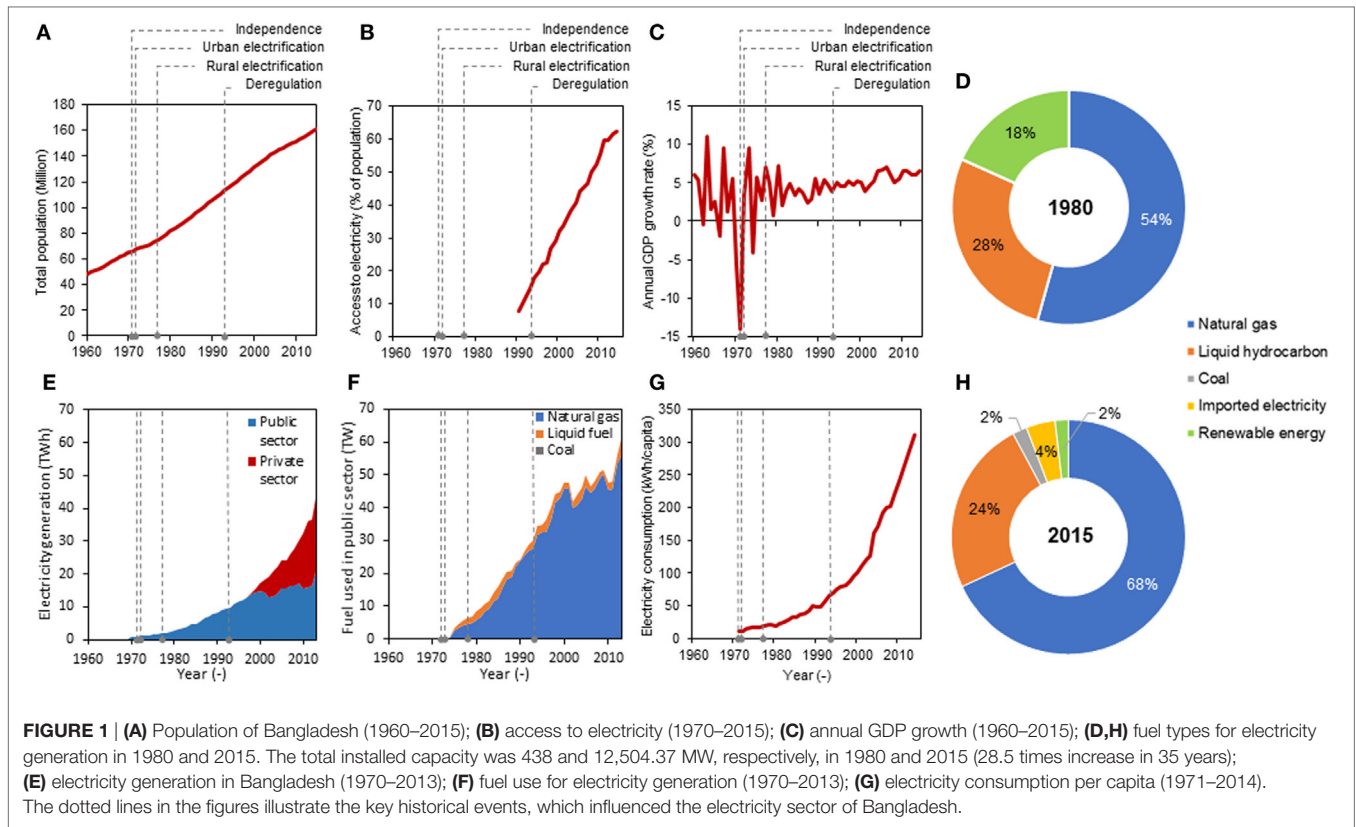 A
Independence
Urban electrification
Rural electrification
Deregulation
Total population (Million)
180
160
140
120
100
80
60
40
20
0
1960 1970 1980 1990 2000 2010
B
Independence
Urban electrification
Rural electrification
Deregulation
Access to electricity (% of population)
70
60
50
40
30
20
10
0
1960 1970 1980 1990 2000 2010
C
Independence
Urban electrification
Rural electrification
Deregulation
Annual GDP growth rate (%)
15
10
5
0
-5
-10
-15
1960 1970 1980 1990 2000 2010
D
18%
28%
54%
1980
Natural gas
Liquid hydrocarbon
Coal
Imported electricity
Renewable energy
E
Electricity generation (TWh)
70
60
50
40
30
20
10
0
Public
sector
Private
sector
1960 1970 1980 1990 2000 2010
Year (-)
F
Fuel used in public sector (TW)
70
60
50
40
30
20
10
0
Natural gas
Liquid fuel
Coal
1960 1970 1980 1990 2000 2010
Year (-)
G
Electricity consumption (kWh/capita)
350
300
250
200
150
100
50
0
1960 1970 1980 1990 2000 2010
Year (-)
H
2%
4%
2%
24%
68%
2015
FIGURE 1 | (A) Population of Bangladesh (1960–2015); (B) access to electricity (1970–2015); (C) annual GDP growth (1960–2015); (D,H) fuel types for electricity
generation in 1980 and 2015. The total installed capacity was 438 and 12,504.37 MW, respectively, in 1980 and 2015 (28.5 times increase in 35 years);
(E) electricity generation in Bangladesh (1970–2013); (F) fuel use for electricity generation (1970–2013); (G) electricity consumption per capita (1971–2014).
The dotted lines in the figures illustrate the key historical events, which influenced the electricity sector of Bangladesh.